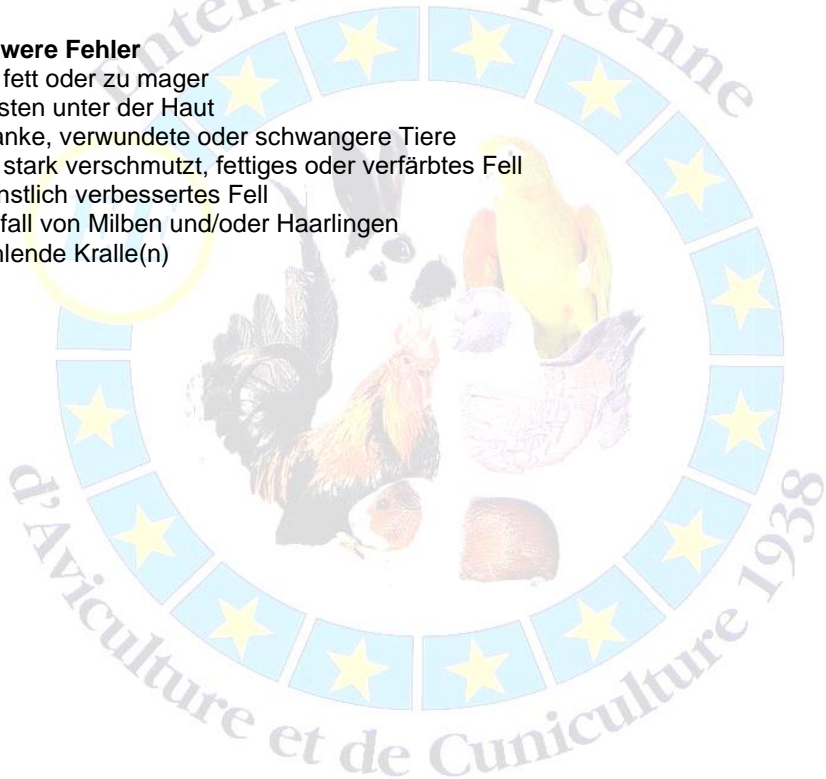 were Fehler
fett oder zu mager
sten unter der Haut
anke, verwundete oder schwangere Tiere
stark verschmutzt, fettiges oder verfärbtes Fell
nstlich verbessertes Fell
fall von Milben und/oder Haarlingen
hlende Kralle(n)
d'Aviculture et de Cuniculture 1938